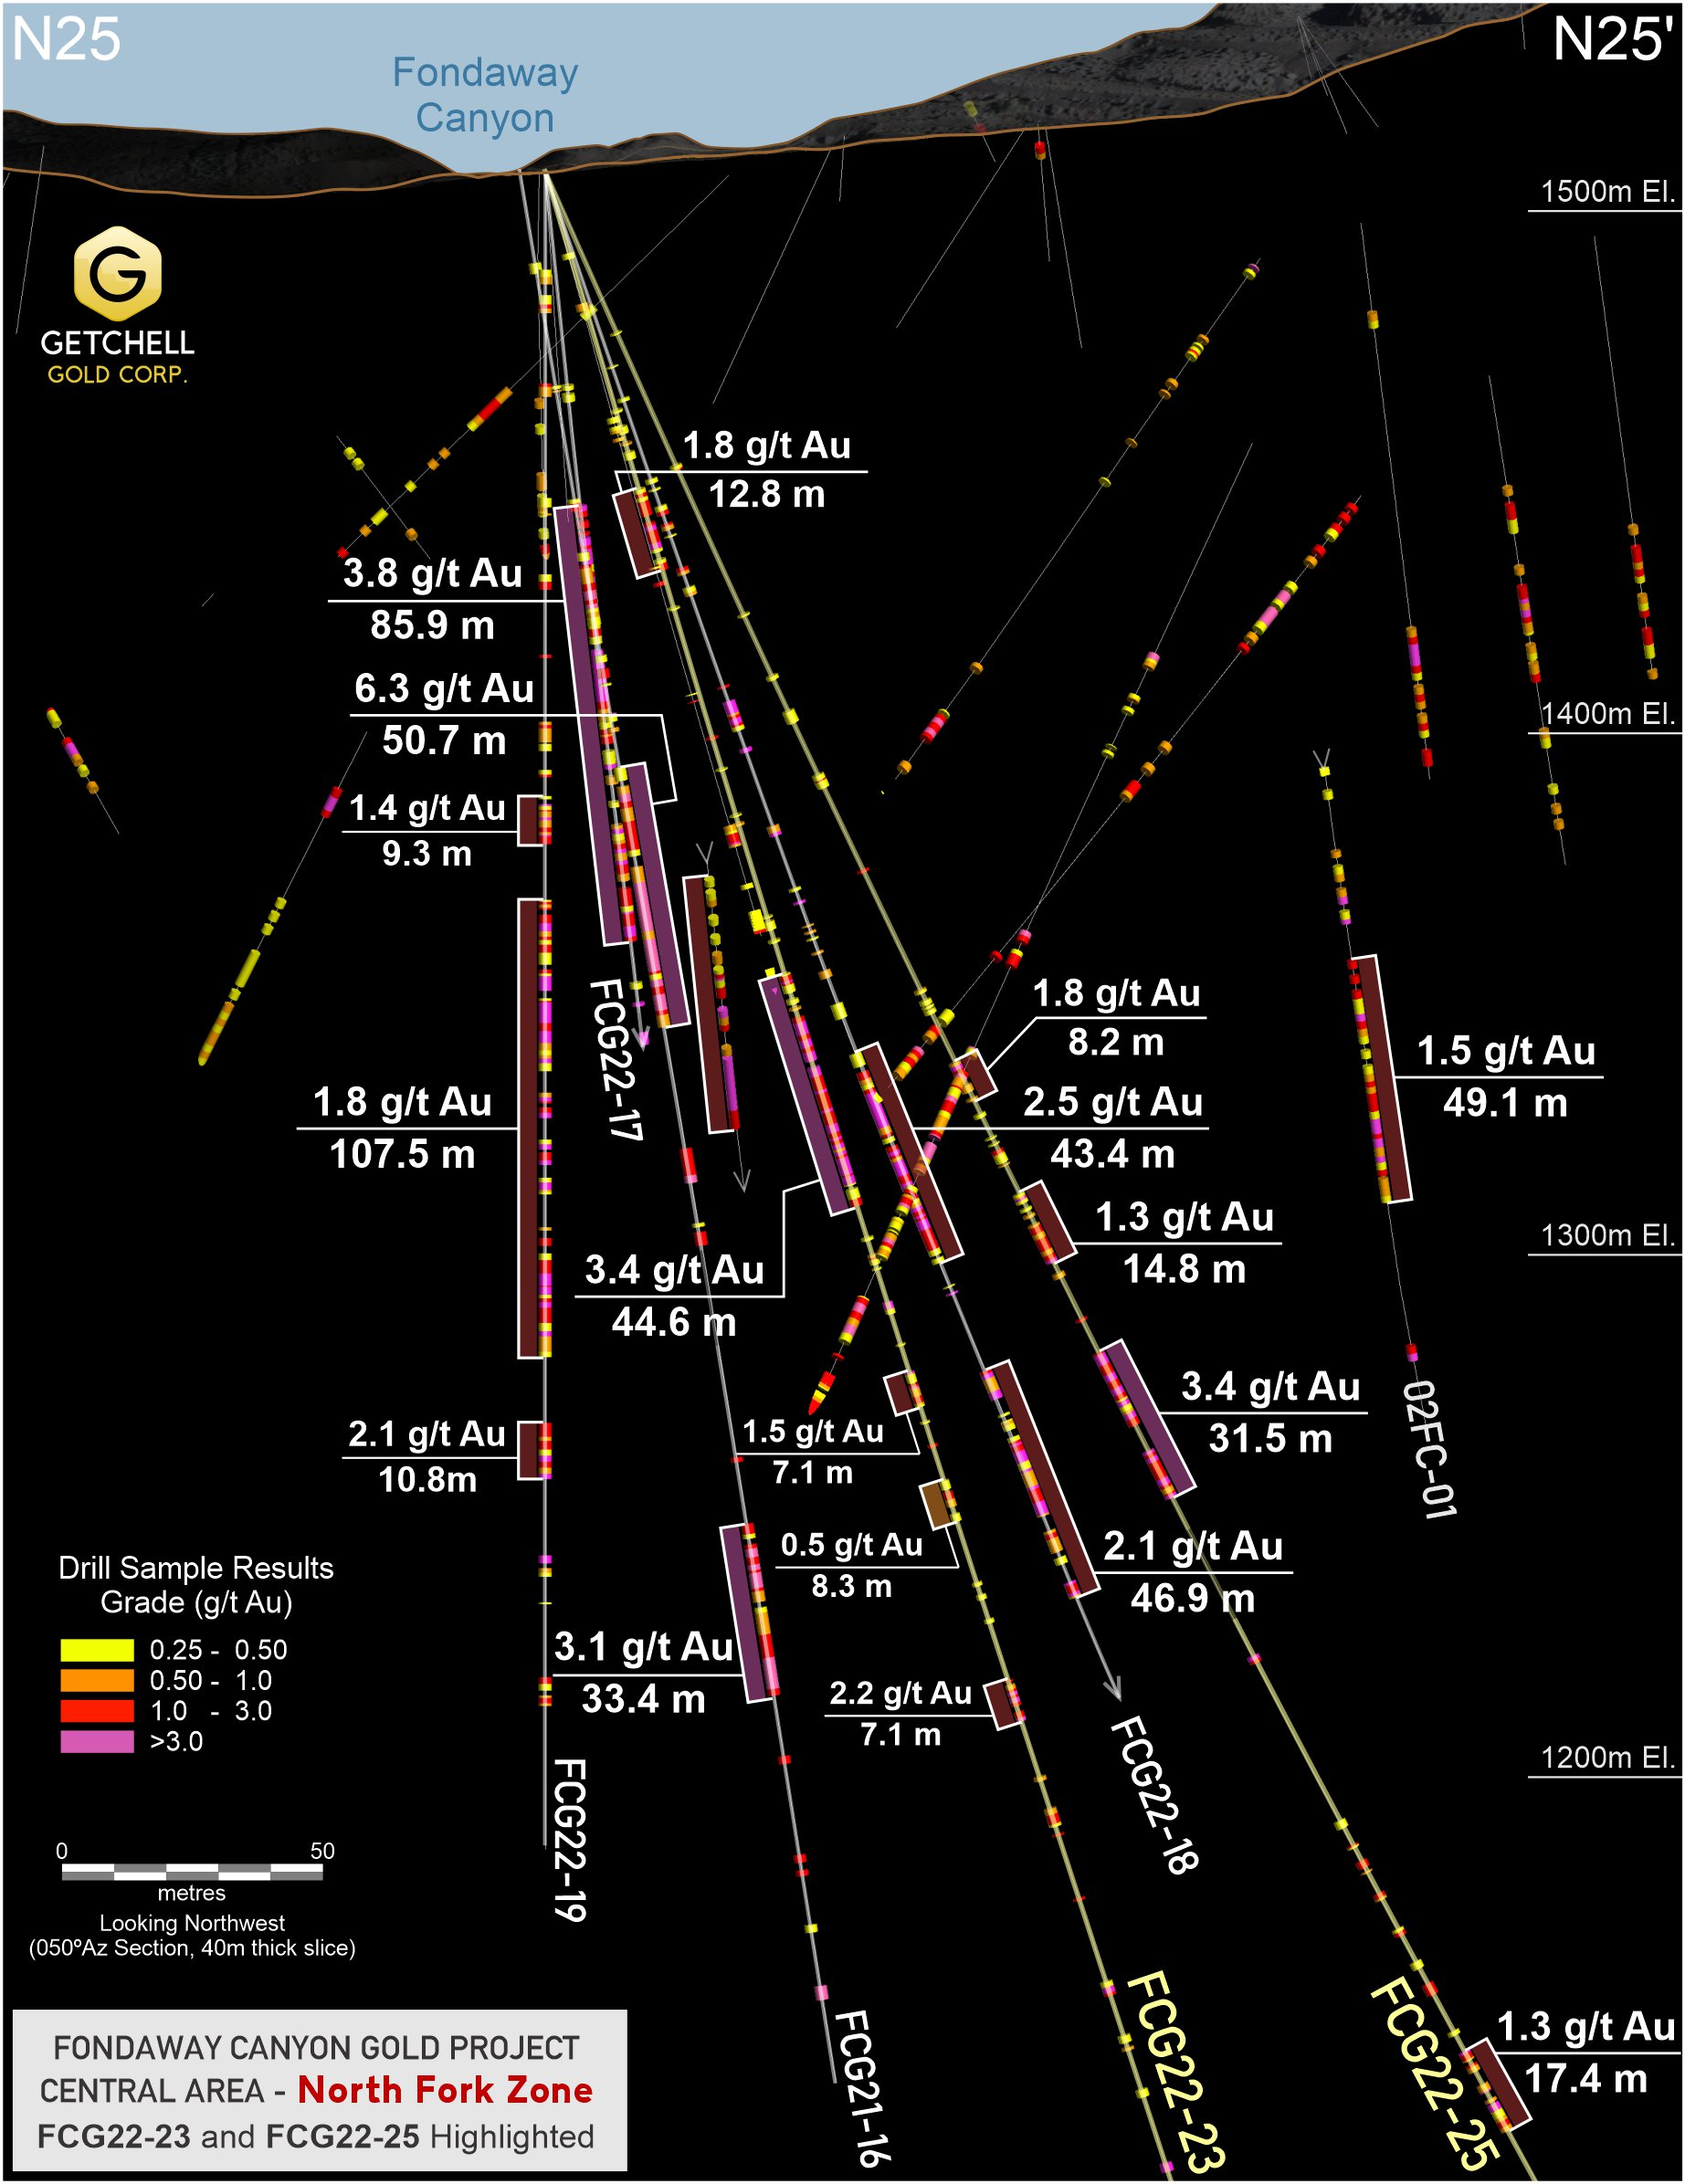 N25
N25'
Fondaway
Canyon
1500m El.
GETCHELL
GOLD CORP.
1.8 g/t Au
12.8 m
3.8 g/t Au
85.9 m
6.3 g/t Au
50.7 m
1400m El.
1.4 g/t Au
9.3 m
FCG22-17
1.8 g/t Au
8.2 m
1.5 g/t Au
49.1 m
2.5 g/t Au
43.4 m
1.8 g/t Au
107.5 m
1.3 g/t Au
14.8 m
1300m El.
3.4 g/t Au
44.6 m
3.4 g/t Au
31.5 m
02FC-01
2.1 g/t Au
10.8m
1.5 g/t Au
7.1 m
0.5 g/t Au
8.3 m
2.1 g/t Au
46.9 m
Drill Sample Results
Grade (g/t Au)
0.25 - 0.50
0.50 - 1.0
1.0 - 3.0
>3.0
3.1 g/t Au
33.4 m
2.2 g/t Au
7.1 m
1200m El.
FCG22-18
FCG22-19
0 50
metres
Looking Northwest
(050ºAz Section, 40m thick slice)
FCG21-16
FCG22-23
FCG22-25
1.3 g/t Au
17.4 m
FONDAWAY CANYON GOLD PROJECT
CENTRAL AREA - North Fork Zone
FCG22-23 and FCG22-25 Highlighted